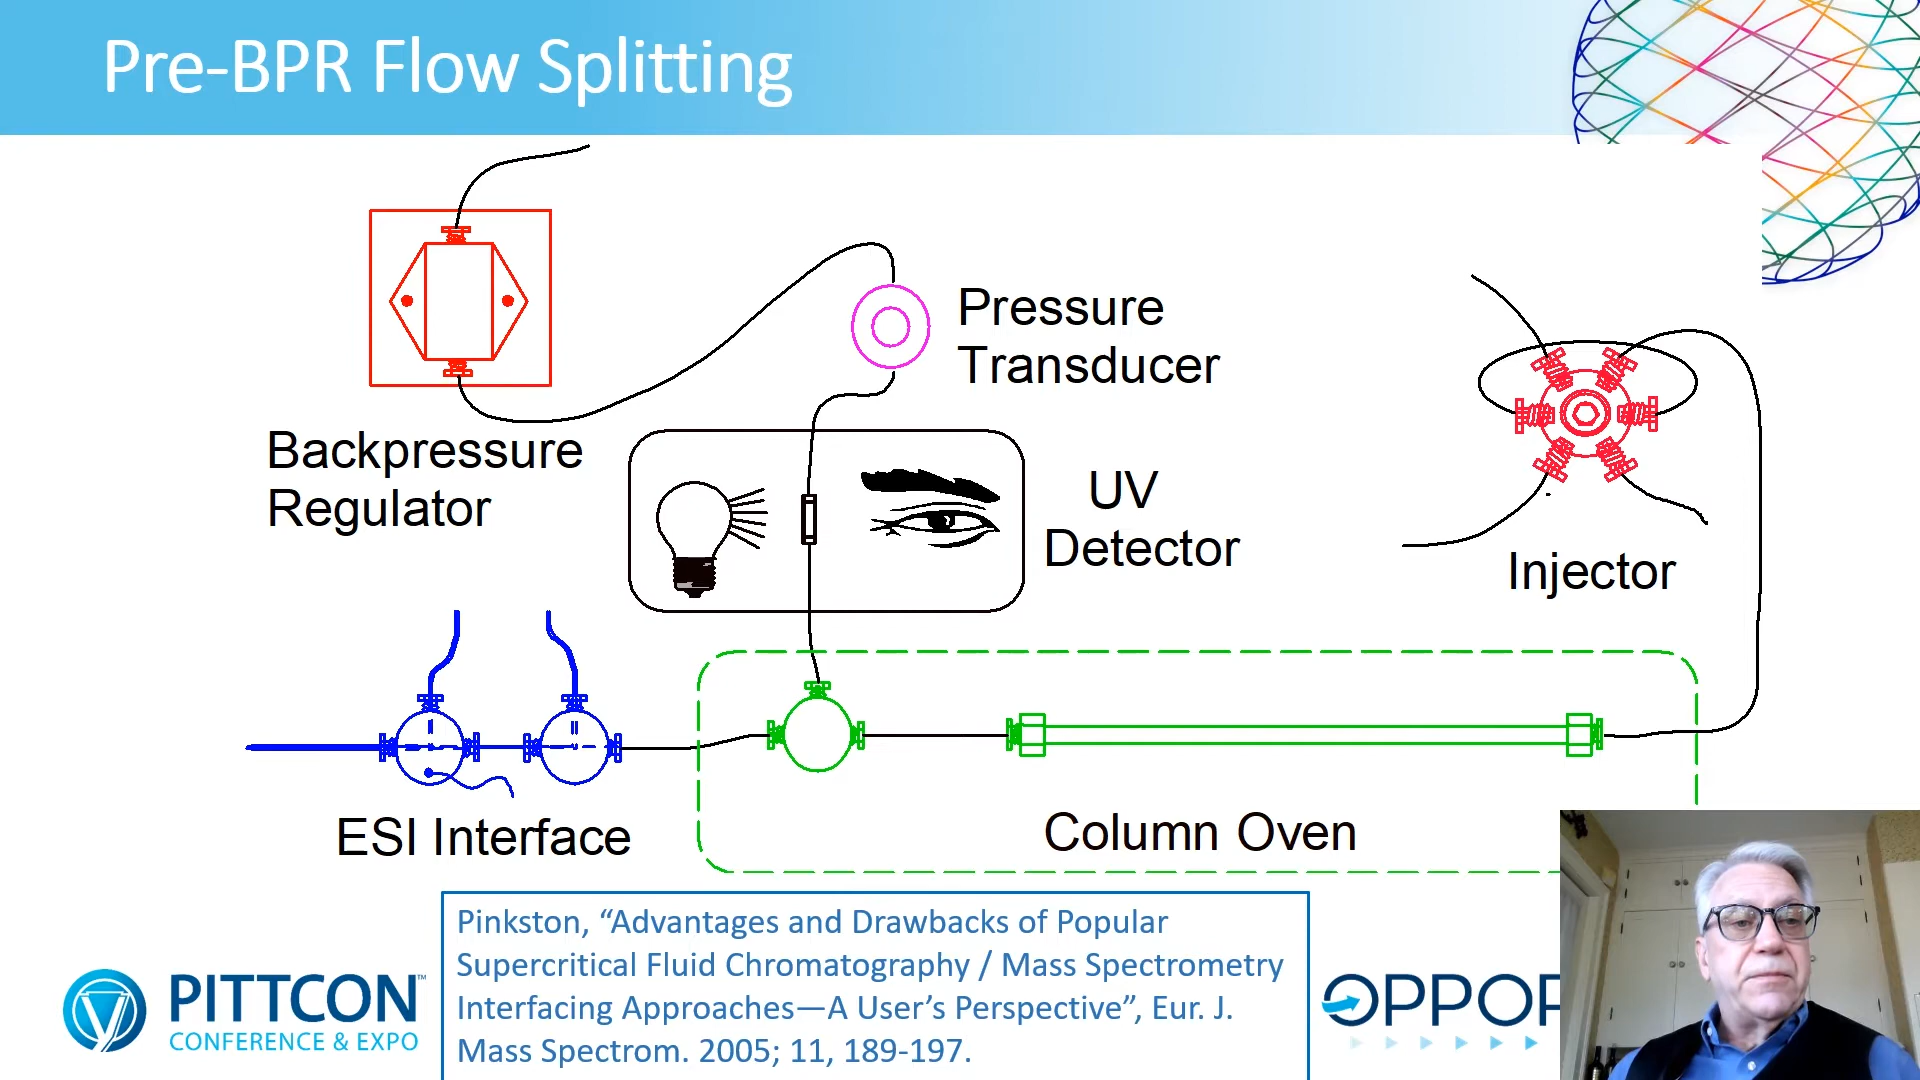 Pre-BPR Flow Splitting
Pressure
Transducer
Backpressure
Regulator
UV
Detector
Injector
ESI Interface
Column Oven
Pinkston, “Advantages and Drawbacks of Popular
Supercritical Fluid Chromatography / Mass Spectrometry
Interfacing Approaches—A User’s Perspective”, Eur. J.
Mass Spectrom. 2005; 11, 189-197.
PITTCON™
CONFERENCE & EXPO